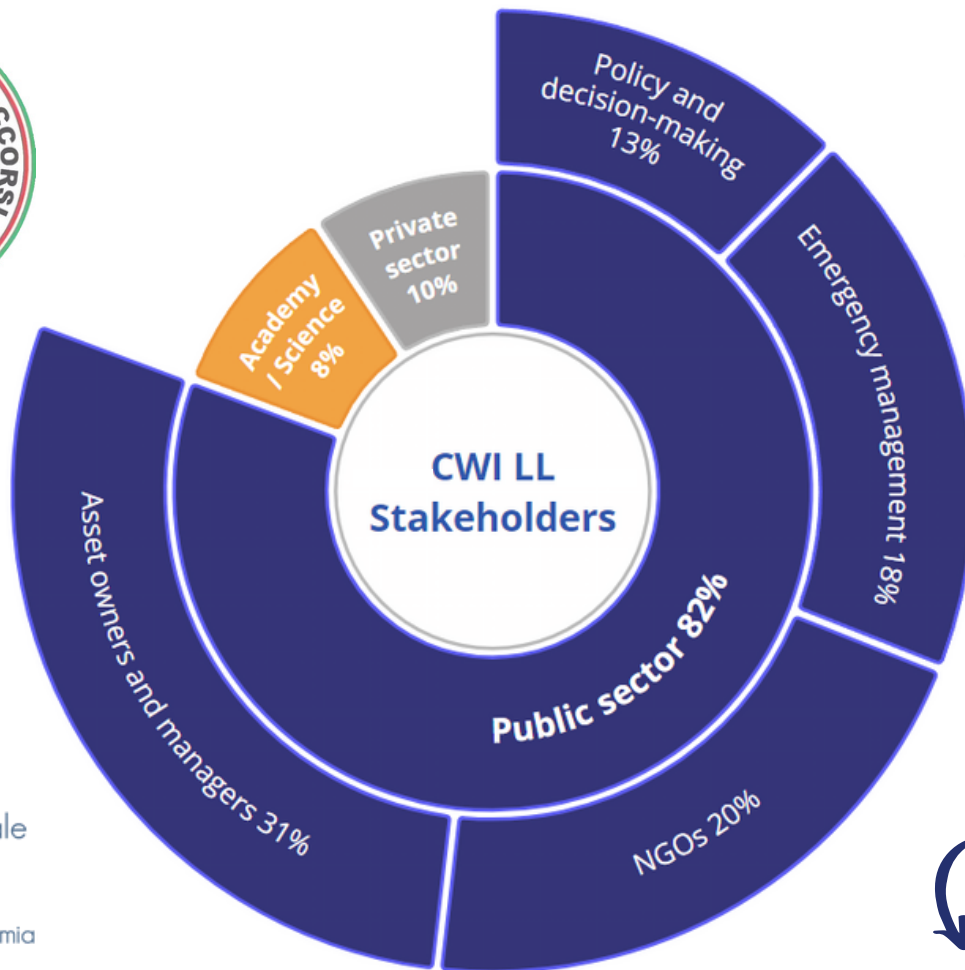 Policy and
decision-making
13%
Emergency management 18%
Private
sector
10%
Academy
/ Science
8%
CWI LL
Stakeholders
Public sector 82%
Asset owners and managers 31%
NGOs 20%